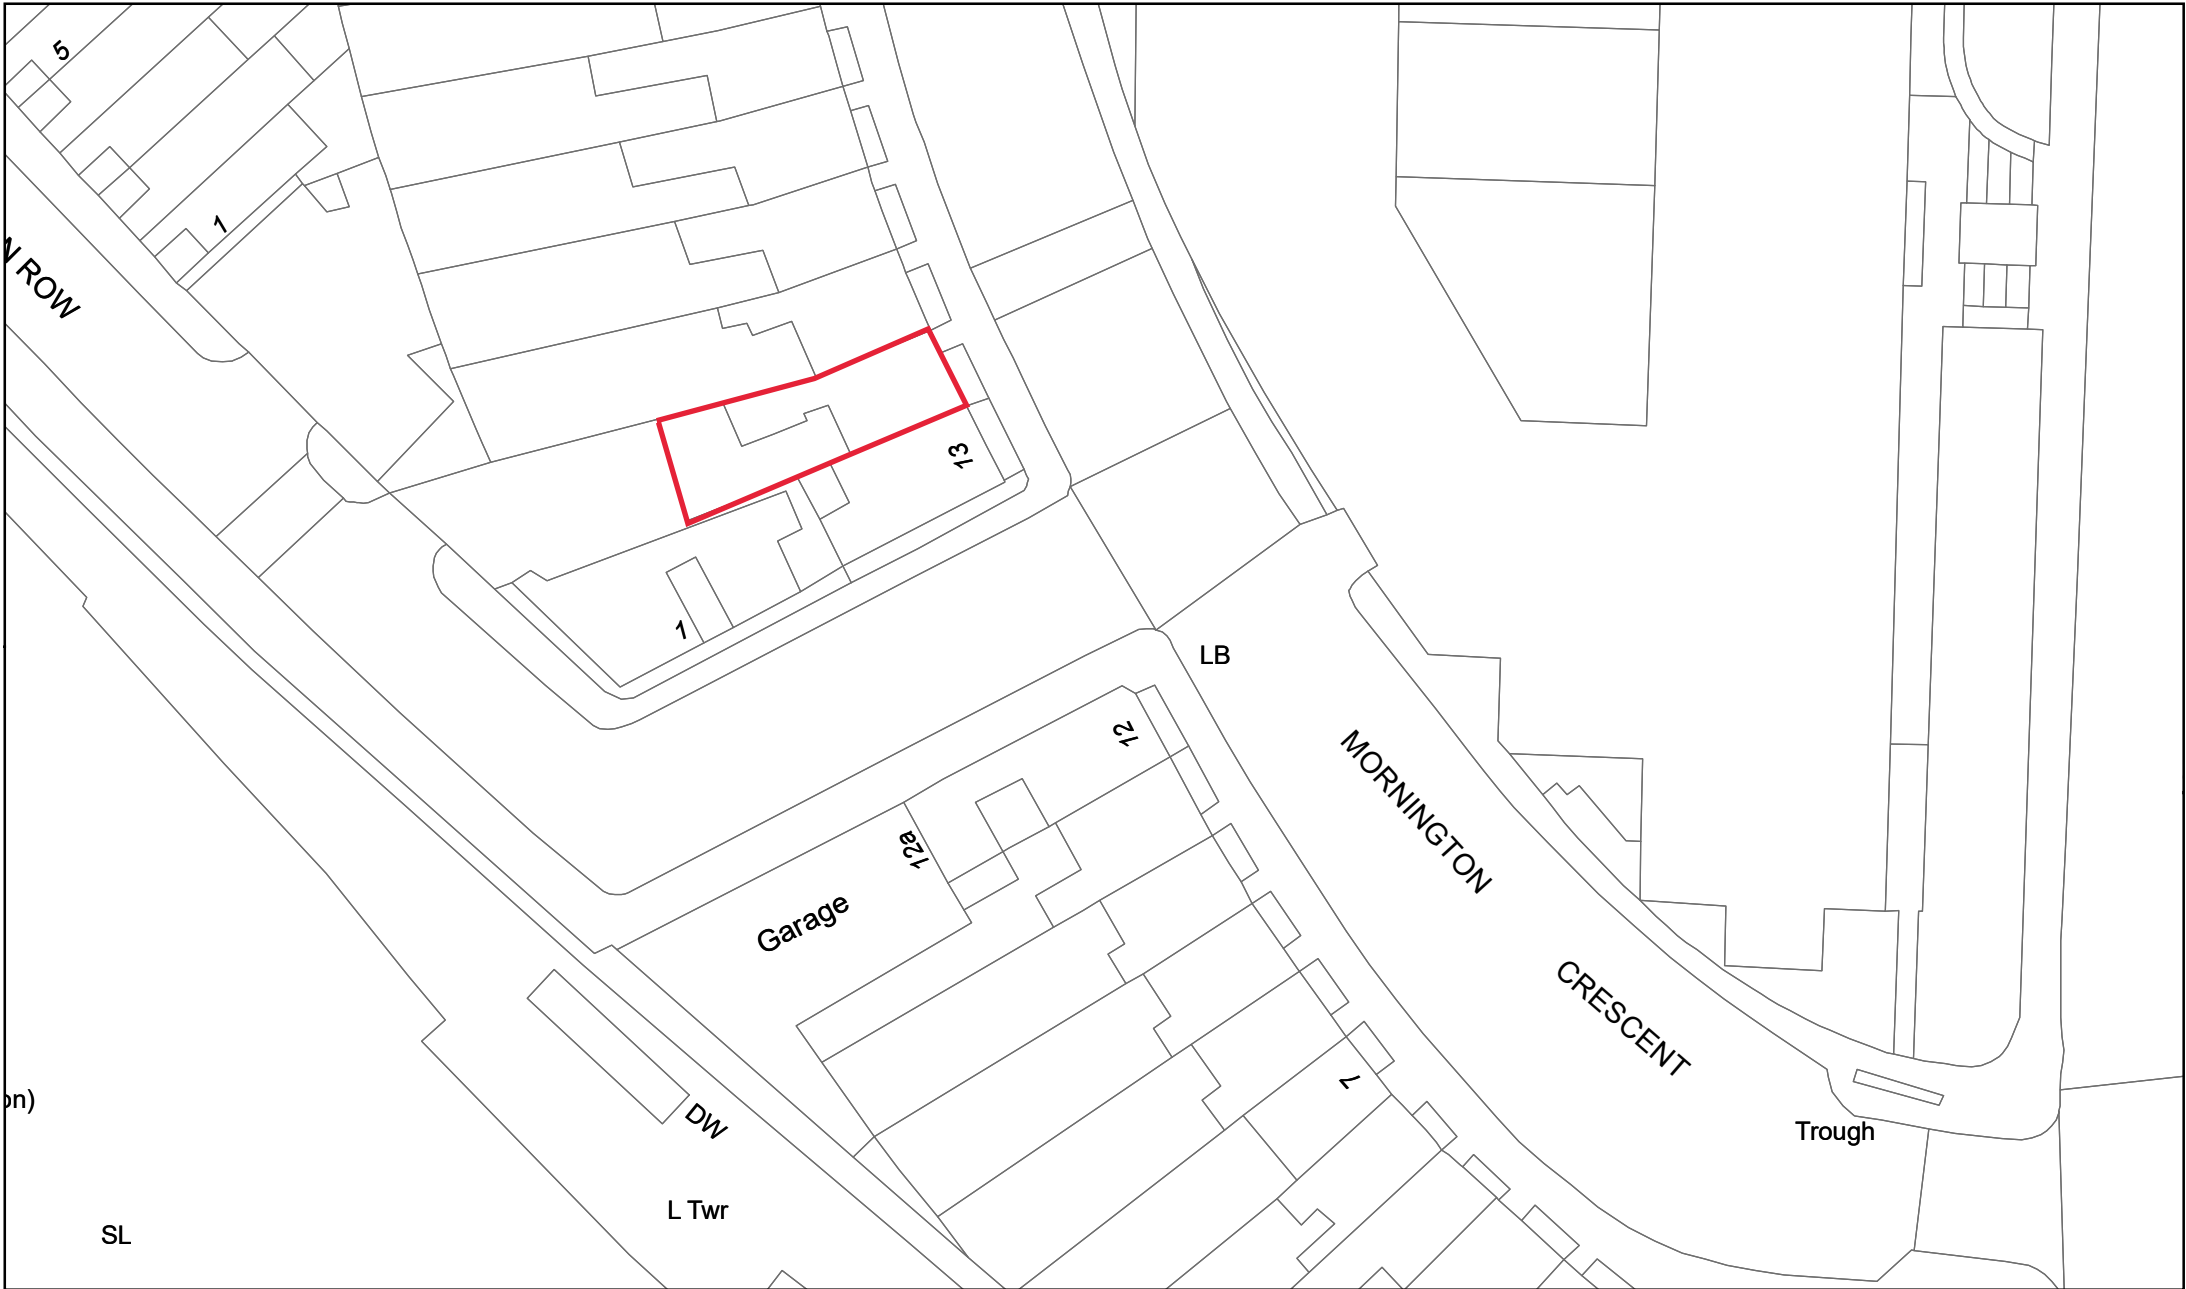 5
1
N ROW
13
1
LB
12
MORNINGTON
12a
Garage
CRESCENT
7
on)
DW
Trough
L Twr
SL